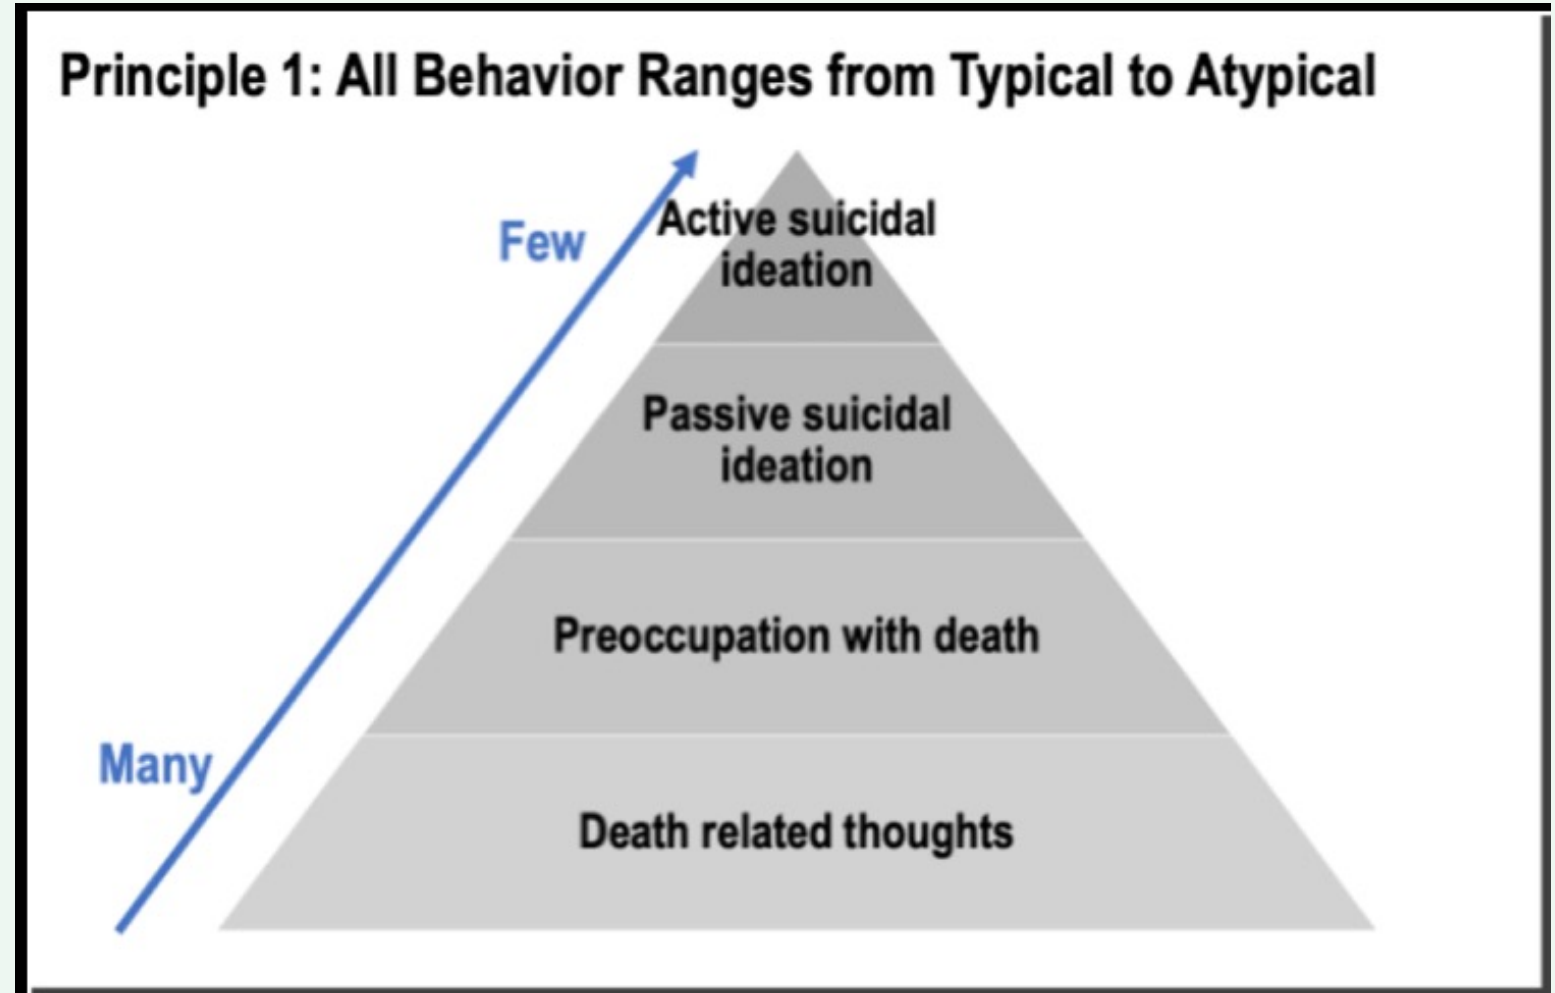 Principle 1: All Behavior Ranges from Typical to Atypical
Few
Active suicidal
ideation
Passive suicidal
ideation
Preoccupation with death
Many
Death related thoughts